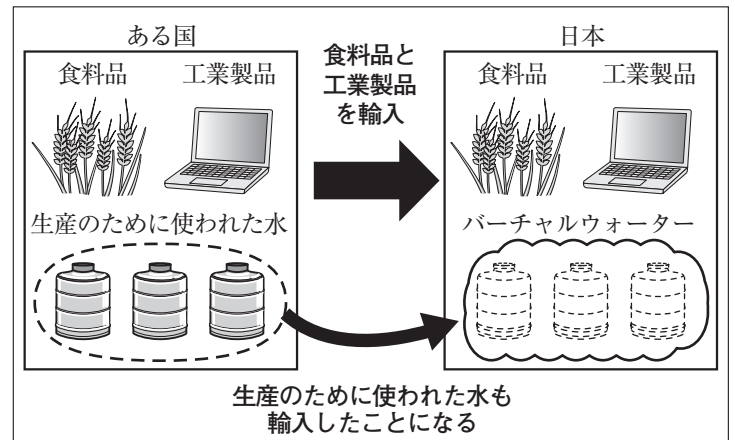 ある国
食料品 工業製品
生産のために使われた水
食料品と
工業製品
を輸入
日本
食料品 工業製品
バーチャルウォーター
生産のために使われた水も
輸入したことになる